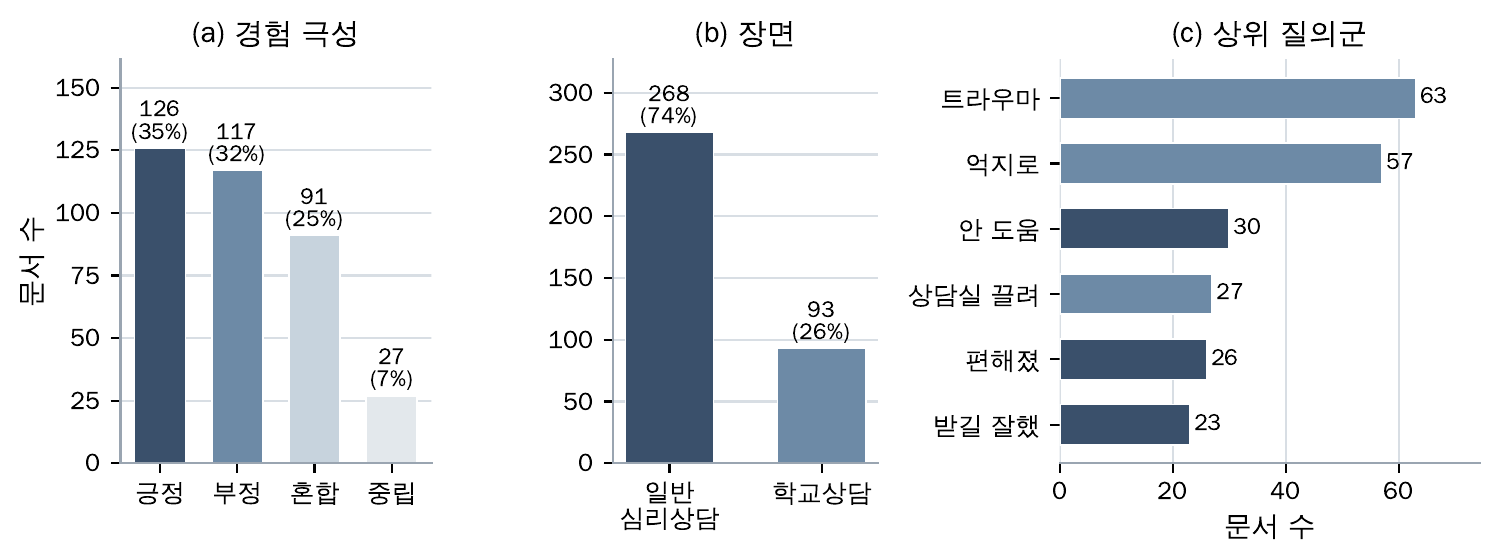 (a) 경험 극성
문서 수
150
125
100
75
50
25
0
126
(35%)
117
(32%)
91
(25%)
27
(7%)
긍정
부정
혼합
중립
(b) 장면
300
250
200
150
100
50
0
268
(74%)
93
(26%)
일반
심리상담
학교상담
(c) 상위 질의군
트라우마
63
억지로
57
안 도움
30
상담실 끌려
27
편해졌
26
받길 잘했
23
0
20
40
60
문서 수